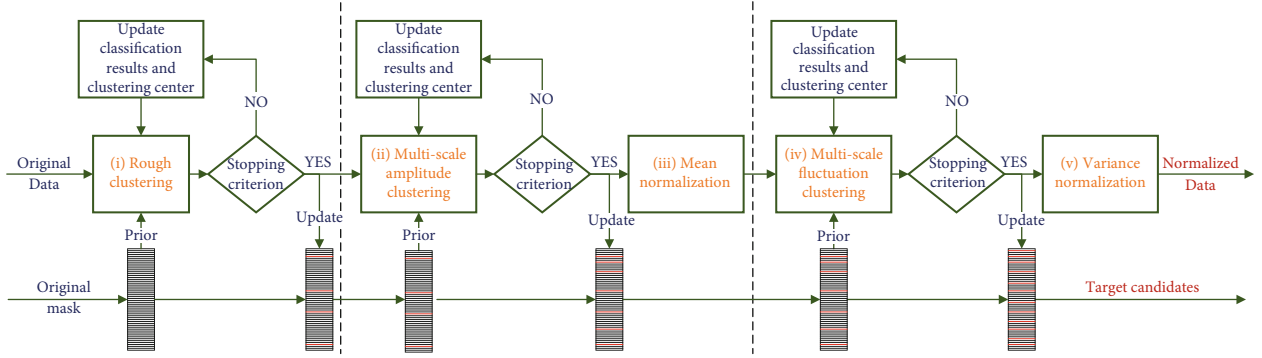 Update
classification
results and
clustering center
NO
Original
Data
(i) Rough
clustering
Stopping
criterion
YES
Update
Prior
Update
classification
results and
clustering center
NO
(ii) Multi-scale
amplitude
clustering
Stopping
criterion
YES
(iii) Mean
normalization
Update
Prior
Update
classification
results and
clustering center
NO
(iv) Multi-scale
fluctuation
clustering
Stopping
criterion
YES
(v) Variance
normalization
Normalized
Data
Update
Prior
Original
mask
Target candidates